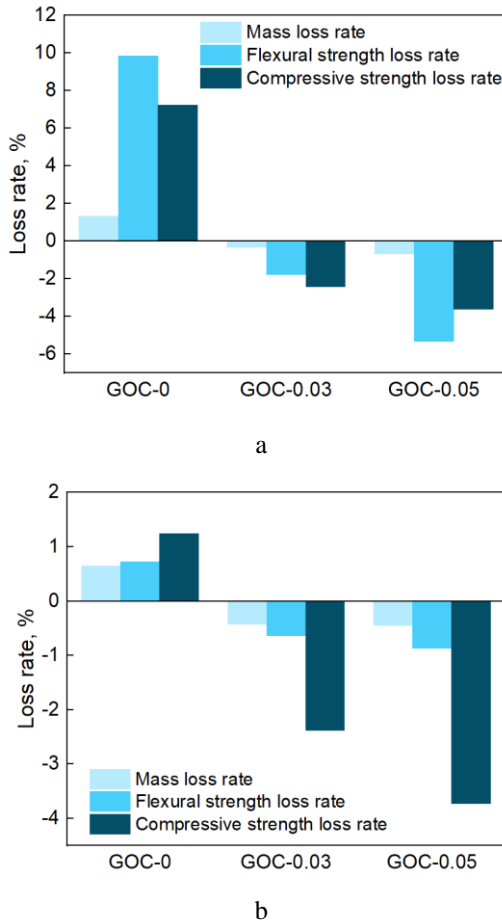 12
10
8
6
4
2
0
-2
-4
-6
Loss rate, %
Mass loss rate
Flexural strength loss rate
Compressive strength loss rate
GOC-0 GOC-0.03 GOC-0.05
a
2
1
0
-1
-2
-3
-4
Loss rate, %
Mass loss rate
Flexural strength loss rate
Compressive strength loss rate
GOC-0 GOC-0.03 GOC-0.05
b